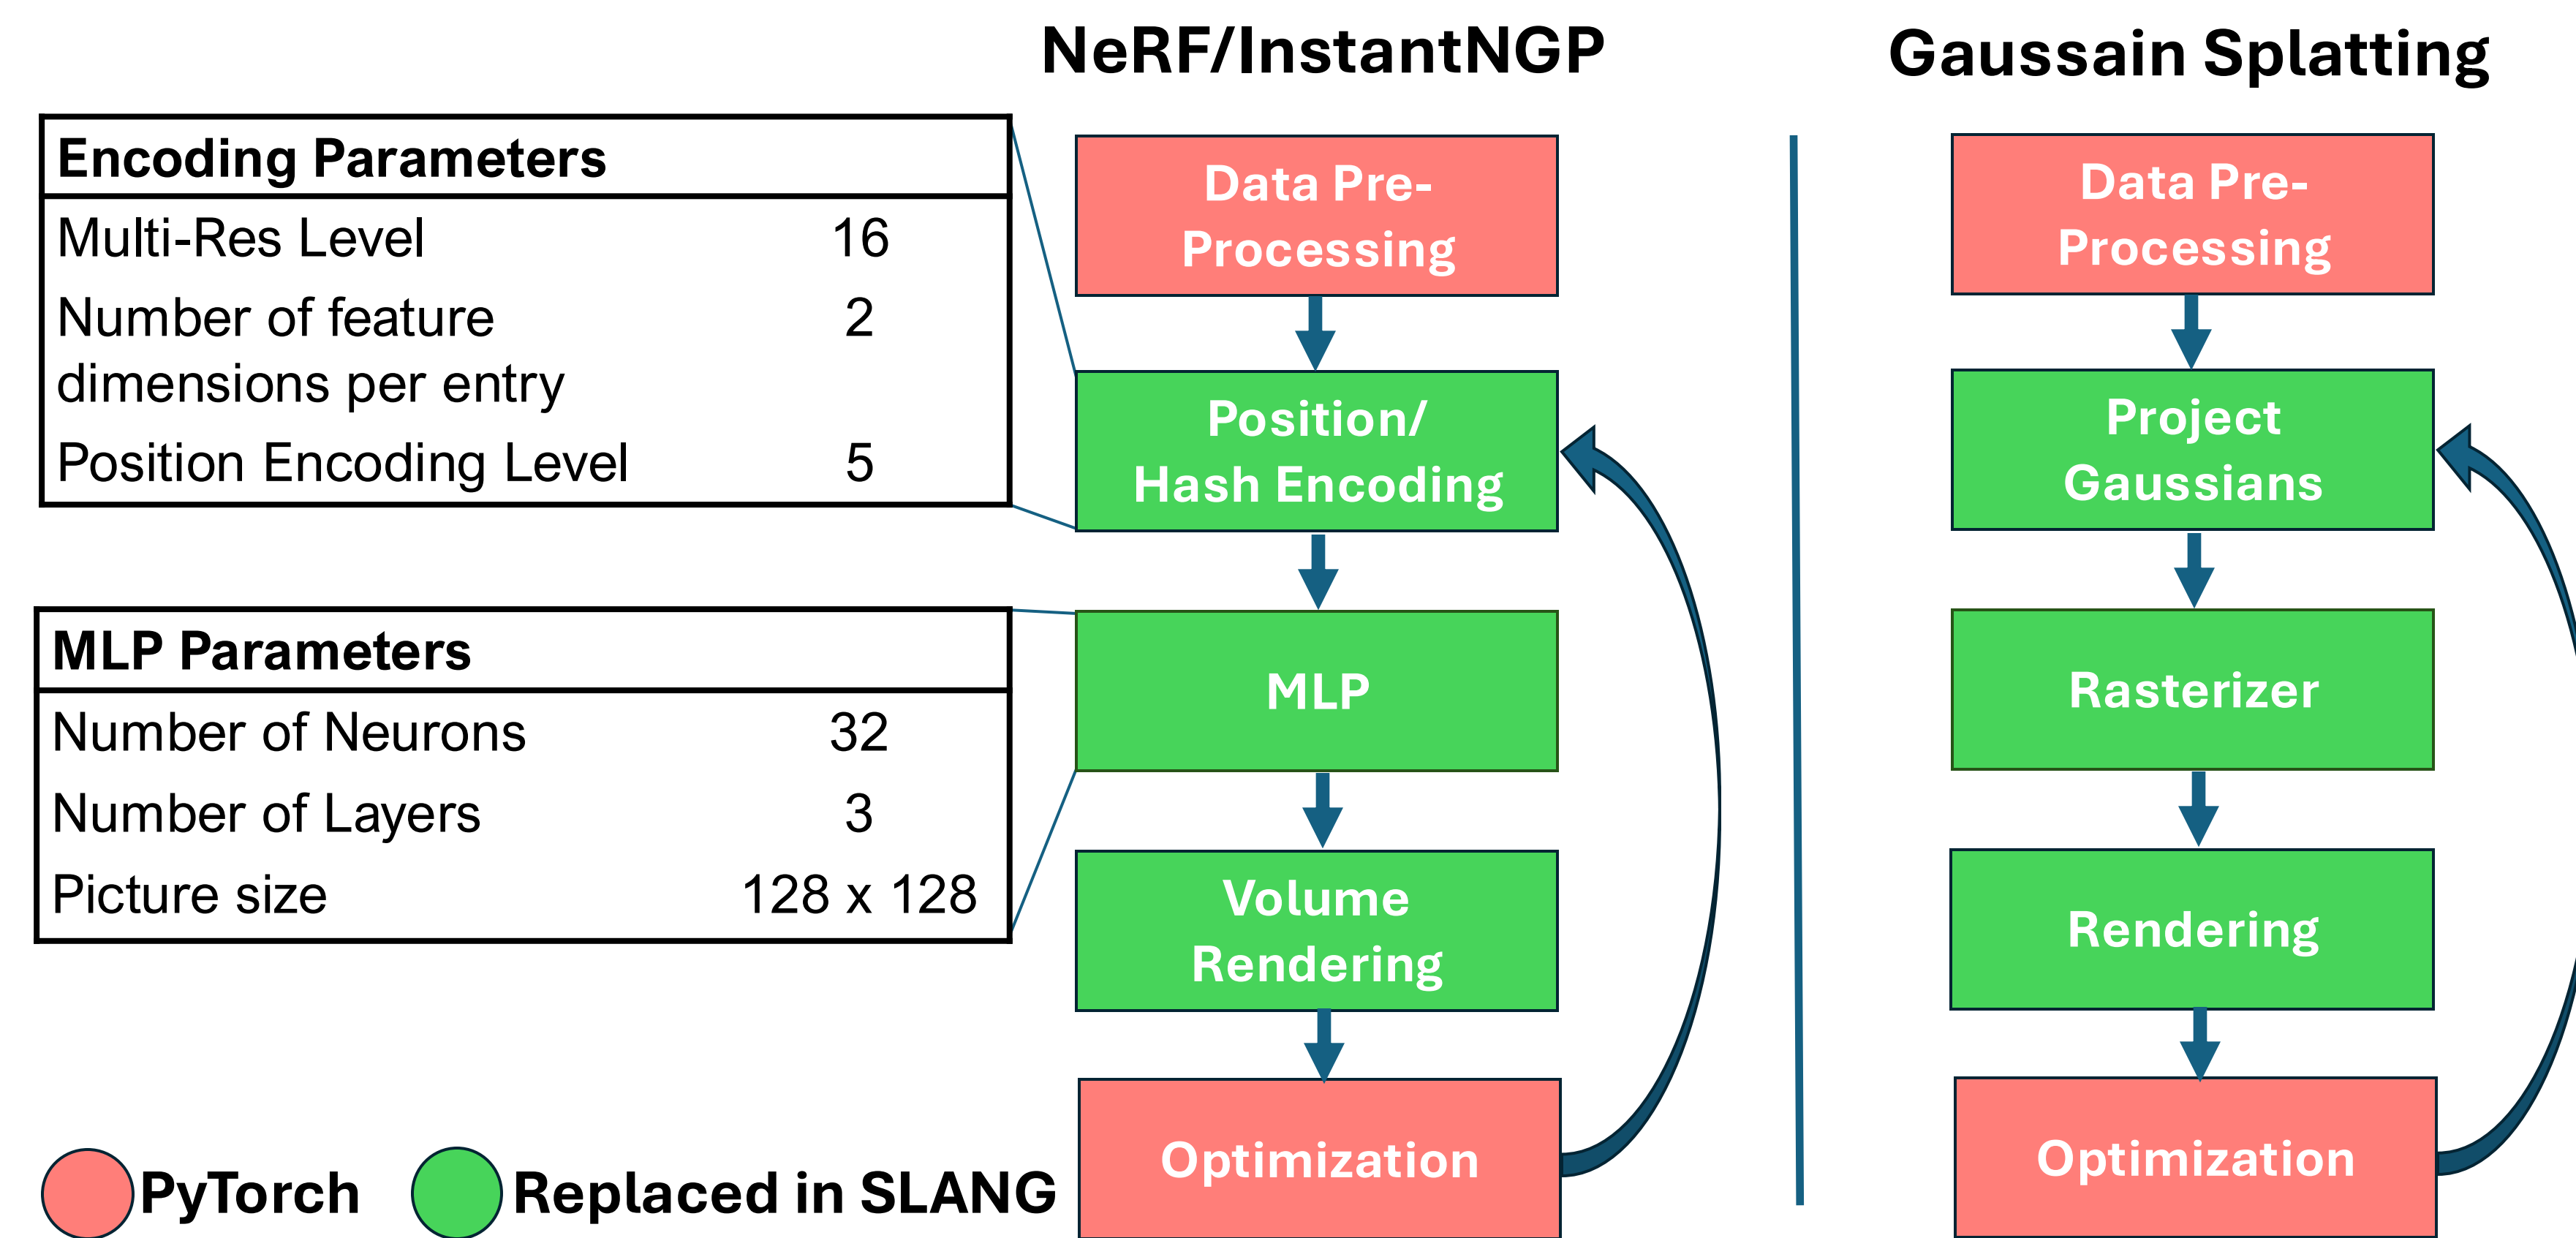 NeRF/InstantNGP
Gaussain Splatting
Encoding Parameters
Multi-Res Level 16
Number of feature 2
dimensions per entry
Position Encoding Level 5
MLP Parameters
Number of Neurons 32
Number of Layers 3
Picture size 128 x 128
Data Pre-
Processing
Position/
Hash Encoding
MLP
Volume
Rendering
Optimization
Data Pre-
Processing
Project
Gaussians
Rasterizer
Rendering
Optimization
PyTorch
Replaced in SLANG